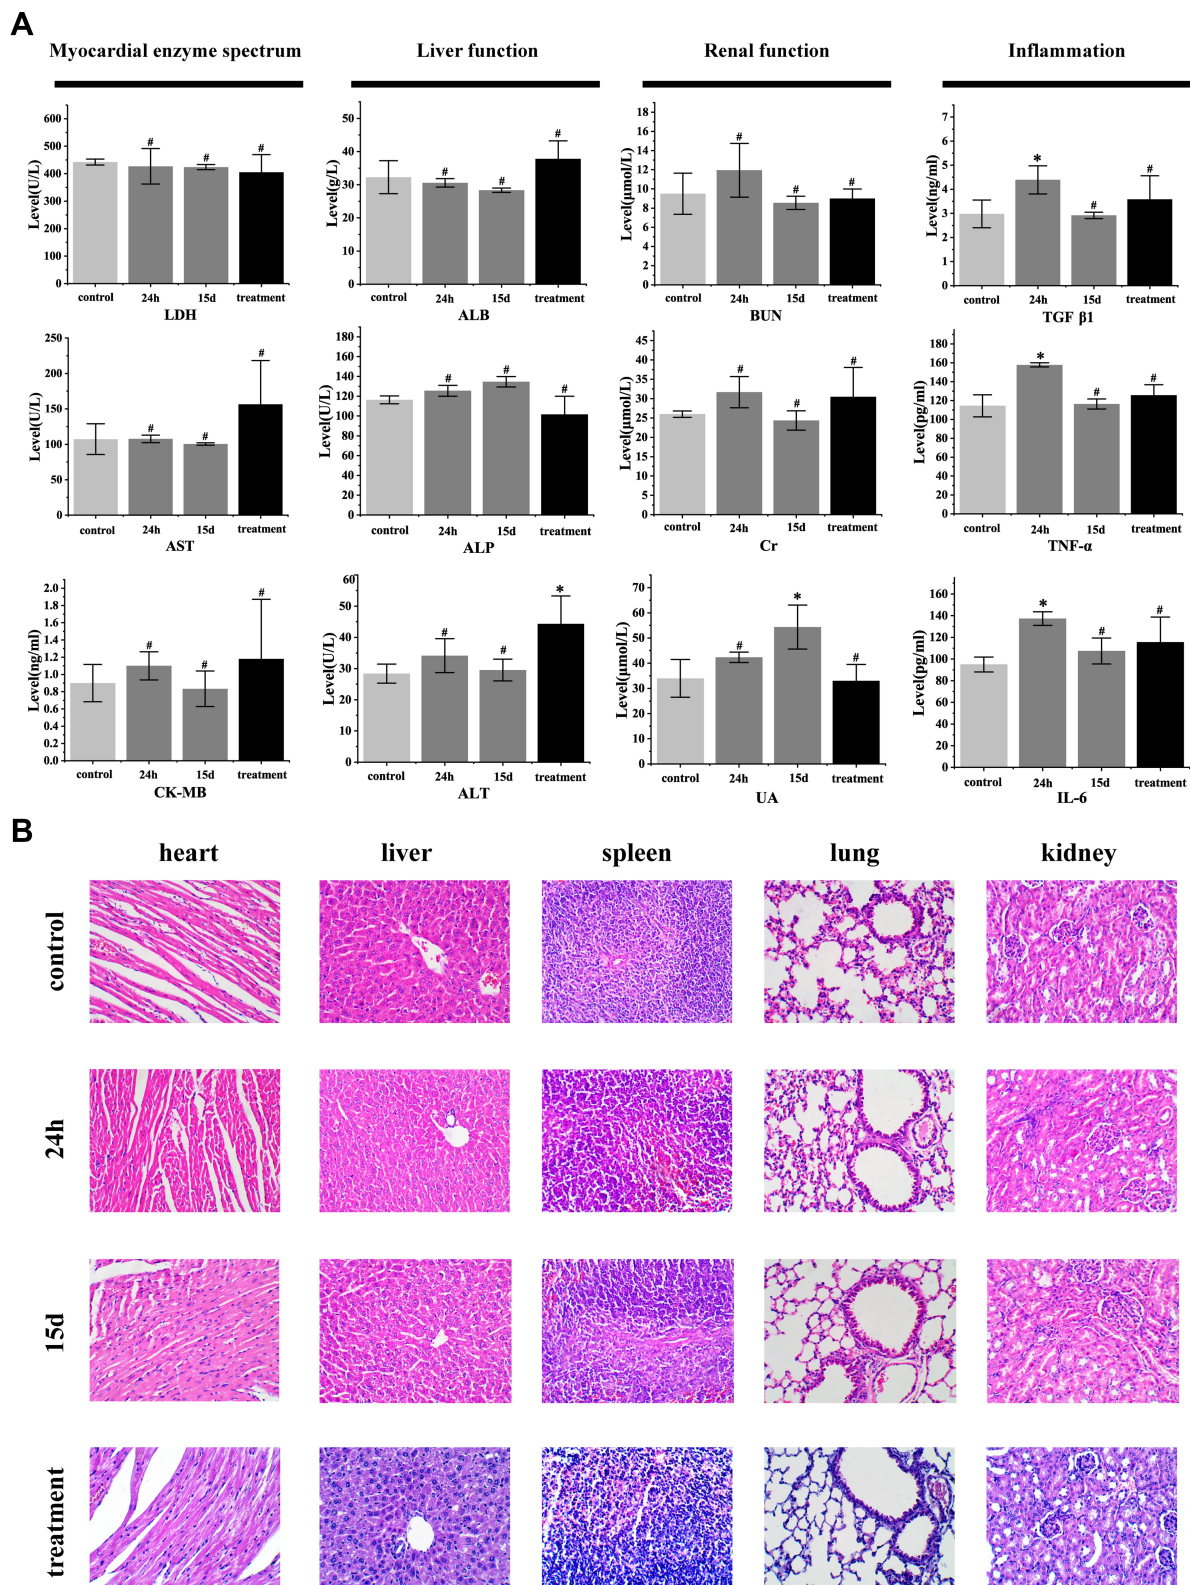 A
Myocardial enzyme spectrum
Liver function
Renal function
Inflammation
Level(U/L)
600
500
400
300
200
100
0
# # #
control 24h 15d treatment
LDH
Level(g/L)
50
40
30
20
10
0
# # #
control 24h 15d treatment
ALB
Level(μmol/L)
18
16
14
12
10
8
6
4
2
0
# # #
control 24h 15d treatment
BUN
Level(ng/ml)
7
6
5
4
3
2
1
0
* # #
control 24h 15d treatment
TGF β1
Level(U/L)
250
200
150
100
50
0
# # #
control 24h 15d treatment
AST
Level(U/L)
180
160
140
120
100
80
60
40
20
0
# # #
control 24h 15d treatment
ALP
Level(μmol/L)
45
40
35
30
25
20
15
10
5
0
# # #
control 24h 15d treatment
Cr
Level(pg/ml)
180
160
140
120
100
80
60
40
20
0
* # #
control 24h 15d treatment
TNF-α
Level(ng/ml)
2.0
1.8
1.6
1.4
1.2
1.0
0.8
0.6
0.4
0.2
0.0
# # #
control 24h 15d treatment
CK-MB
Level(U/L)
60
50
40
30
20
10
0
# # *
control 24h 15d treatment
ALT
Level(μmol/L)
70
60
50
40
30
20
10
0
# * #
control 24h 15d treatment
UA
Level(pg/ml)
160
140
120
100
80
60
40
20
0
* # #
control 24h 15d treatment
IL-6
B
heart liver spleen lung kidney
control
24h
15d
treatment